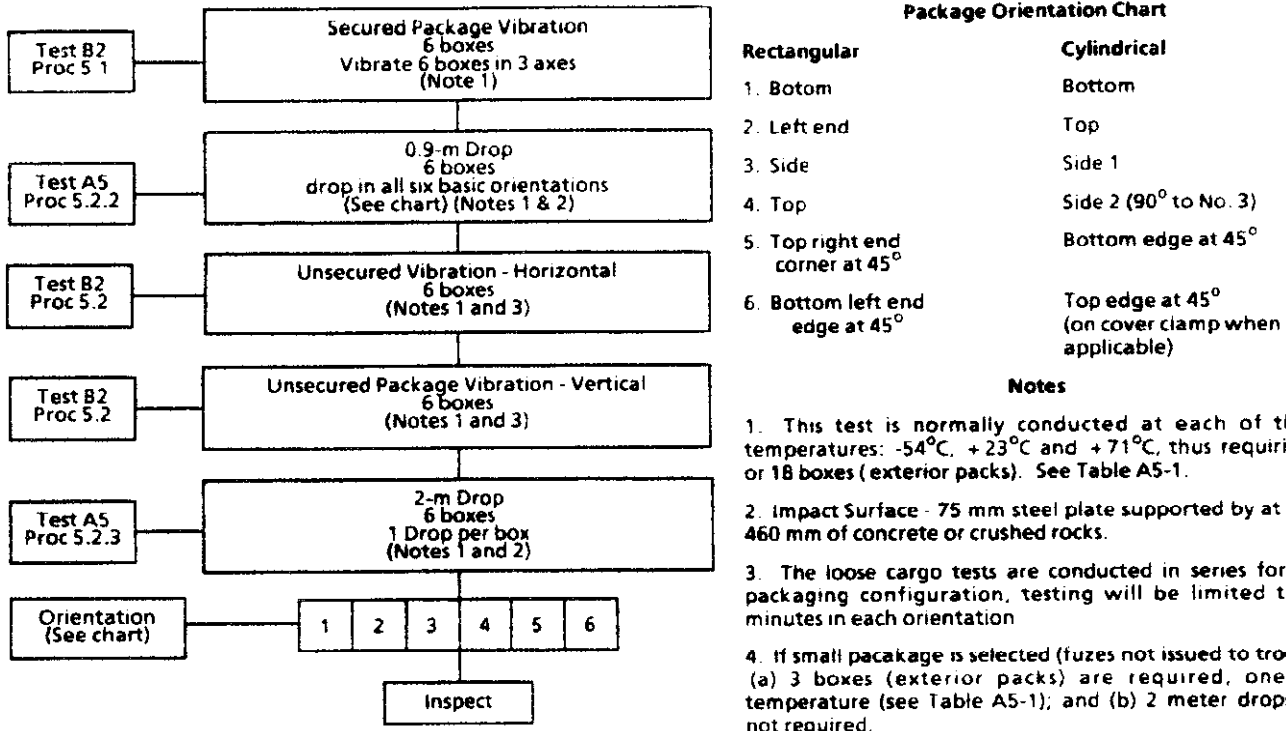 Test B2
Proc 5 1
Secured Package Vibration
6 boxes
Vibrate 6 boxes in 3 axes
(Note 1)
Test A5
Proc 5.2.2
0.9-m Drop
6 boxes
drop in all six basic orientations
(See chart) (Notes 1 & 2)
Test B2
Proc 5.2
Unsecured Vibration - Horizontal
6 boxes
(Notes 1 and 3)
Test B2
Proc 5.2
Unsecured Package Vibration - Vertical
6 boxes
(Notes 1 and 3)
Test A5
Proc 5.2.3
2-m Drop
6 boxes
1 Drop per box
(Notes 1 and 2)
Orientation
(See chart)
1 2 3 4 5 6
Inspect
Package Orientation Chart
Rectangular Cylindrical
1. Botom Bottom
2. Left end Top
3. Side Side 1
4. Top Side 2 (90° to No. 3)
5. Top right end Bottom edge at 45°
corner at 45°
6. Bottom left end Top edge at 45°
edge at 45° (on cover clamp when
applicable)
Notes
1. This test is normally conducted at each of
temperatures: -54°C, +23°C and +71°C, thus
or 18 boxes (exterior packs). See Table A5-1.
2. Impact Surface - 75 mm steel plate supported by at
460 mm of concrete or crushed rocks.
3. The loose cargo tests are conducted in series for
packaging configuration, testing will be limited
minutes in each orientation
4. If small pacakage is selected (fuzes not issued to
(a) 3 boxes (exterior packs) are required, one
temperature (see Table A5-1); and (b) 2 meter
not required.